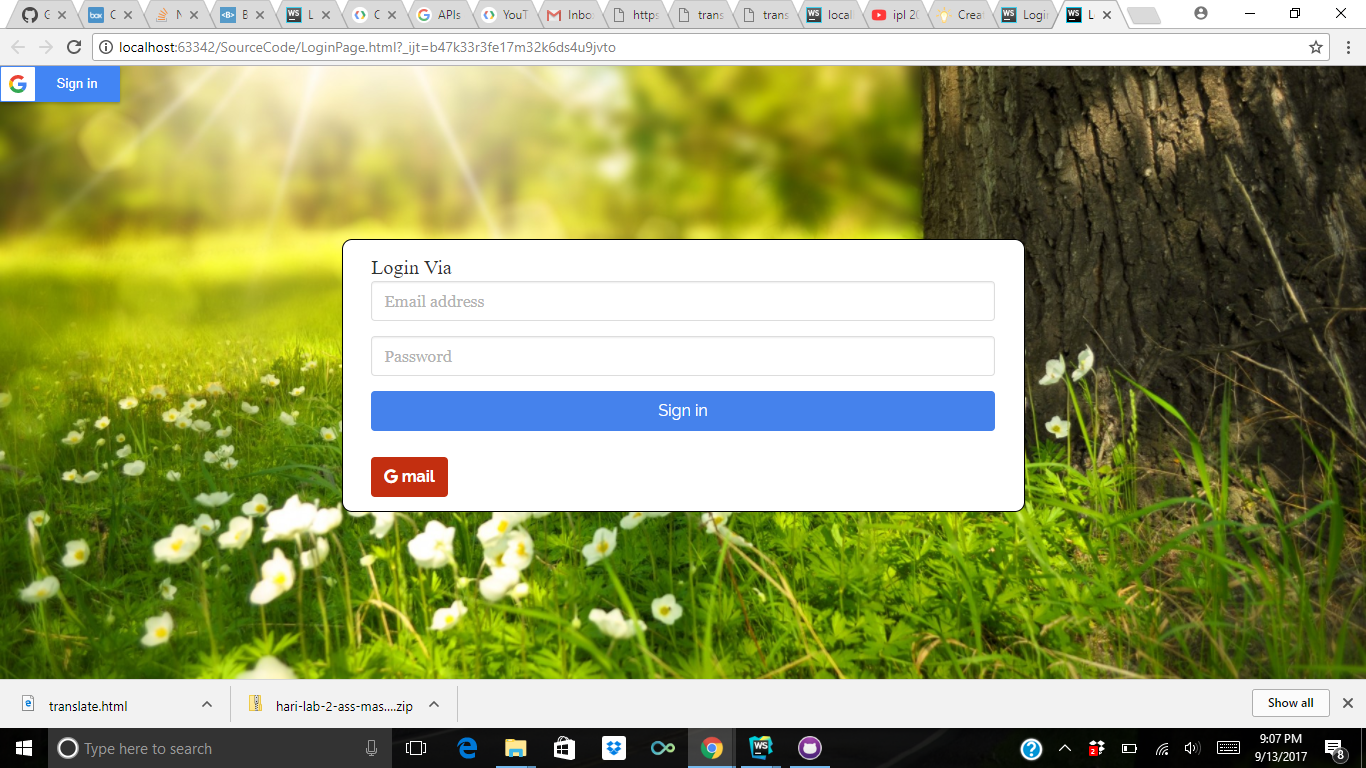 G
C
N
B
L
C
APIs
YouT
Inbo
https
trans
trans
local
ipl 20
Creat
Login
L
localhost:63342/SourceCode/LoginPage.html?_ijt=b47k33r3fe17m32k6ds4u9jvto
Sign in
Login Via
Email address
Password
Sign in
G mail
translate.html
hari-lab-2-ass-mas....zip
Show all
Type here to search
9:07 PM
9/13/2017
8